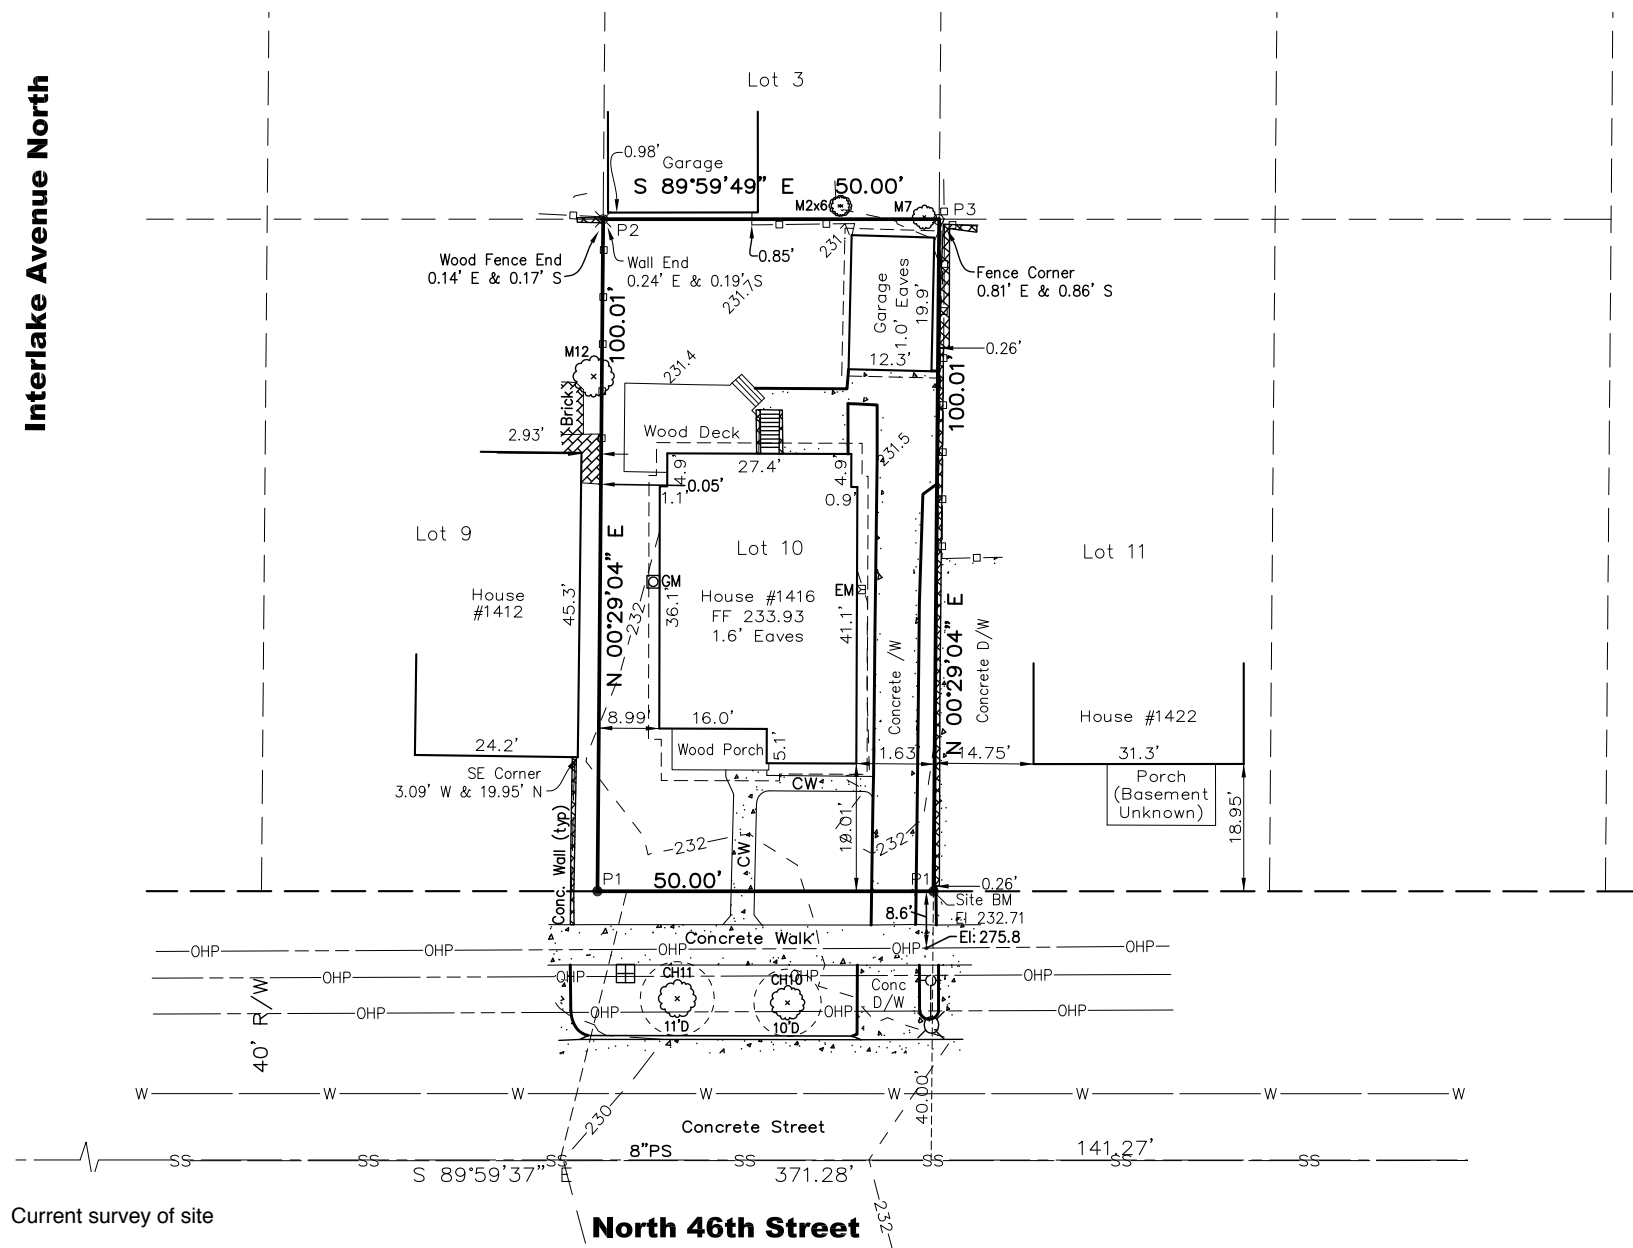 Interlake Avenue North
Lot 3
0.98'
Garage
S 89°59'49" E 50.00'
M2x6
M7
P3
P2
Wood Fence End
0.14' E & 0.17' S
Wall End
0.24' E & 0.19' S
0.85'
231.7
Garage
1.0' Eaves
19.9'
12.3'
Fence Corner
0.81' E & 0.86' S
0.26'
100.01'
100.01'
M12
231.4
Brick
2.93'
Wood Deck
231.5
4.9'
27.4'
4.9'
1.1'
0.05'
0.9'
Lot 9
Lot 10
Lot 11
House
#1412
45.3'
N 00°29'04" E
232
GM
36.1'
House #1416
FF 233.93
1.6' Eaves
EM
41.1'
Concrete /W
N 00°29'04" E
Concrete D/W
8.99'
16.0'
Wood Porch
5.1'
1.63'
14.75'
House #1422
31.3'
24.2'
SE Corner
3.09' W & 19.95' N
CW
Porch
(Basement
Unknown)
18.95'
Conc. Wall (typ)
232
CW
19.01'
232
P1
50.00'
P1
0.26'
Site BM
El 232.71
8.6'
El: 275.8
Concrete Walk
OHP OHP OHP OHP OHP
OHP OHP OHP OHP
OHP OHP OHP OHP
40' R/W
CH11
11'D
CH10
10'D
Conc
D/W
W W W W W W W W
230
40.00'
Concrete Street
8"PS
141.27'
SS SS SS SS SS SS SS
S 89°59'37" E 371.28'
232
Current survey of site
North 46th Street